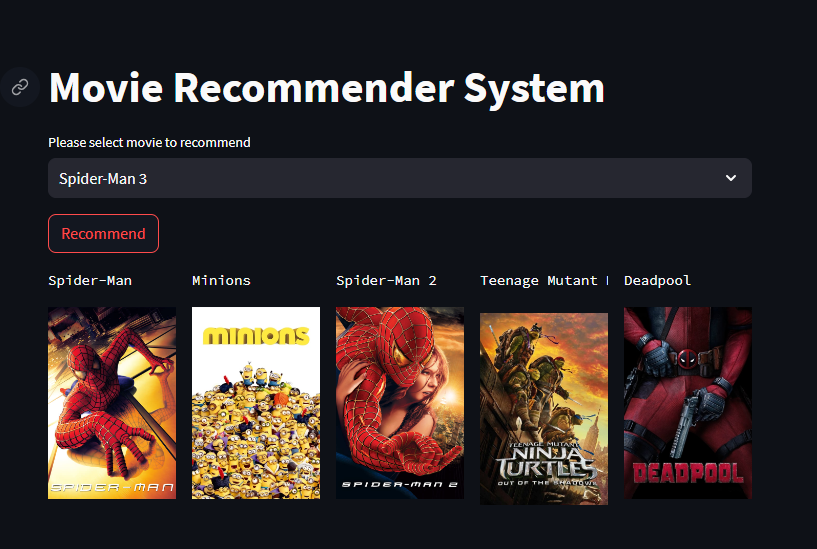 Movie Recommender System
Please select movie to recommend
Spider-Man 3
Recommend
Spider-Man Minions Spider-Man 2 Teenage Mutant Deadpool
MINIONS
TEENAGE MUTANT
NINJA
TURTLES
OUT OF THE SHADOWS
DEADPOOL
SPIDER-MAN
SPIDER-MAN 2